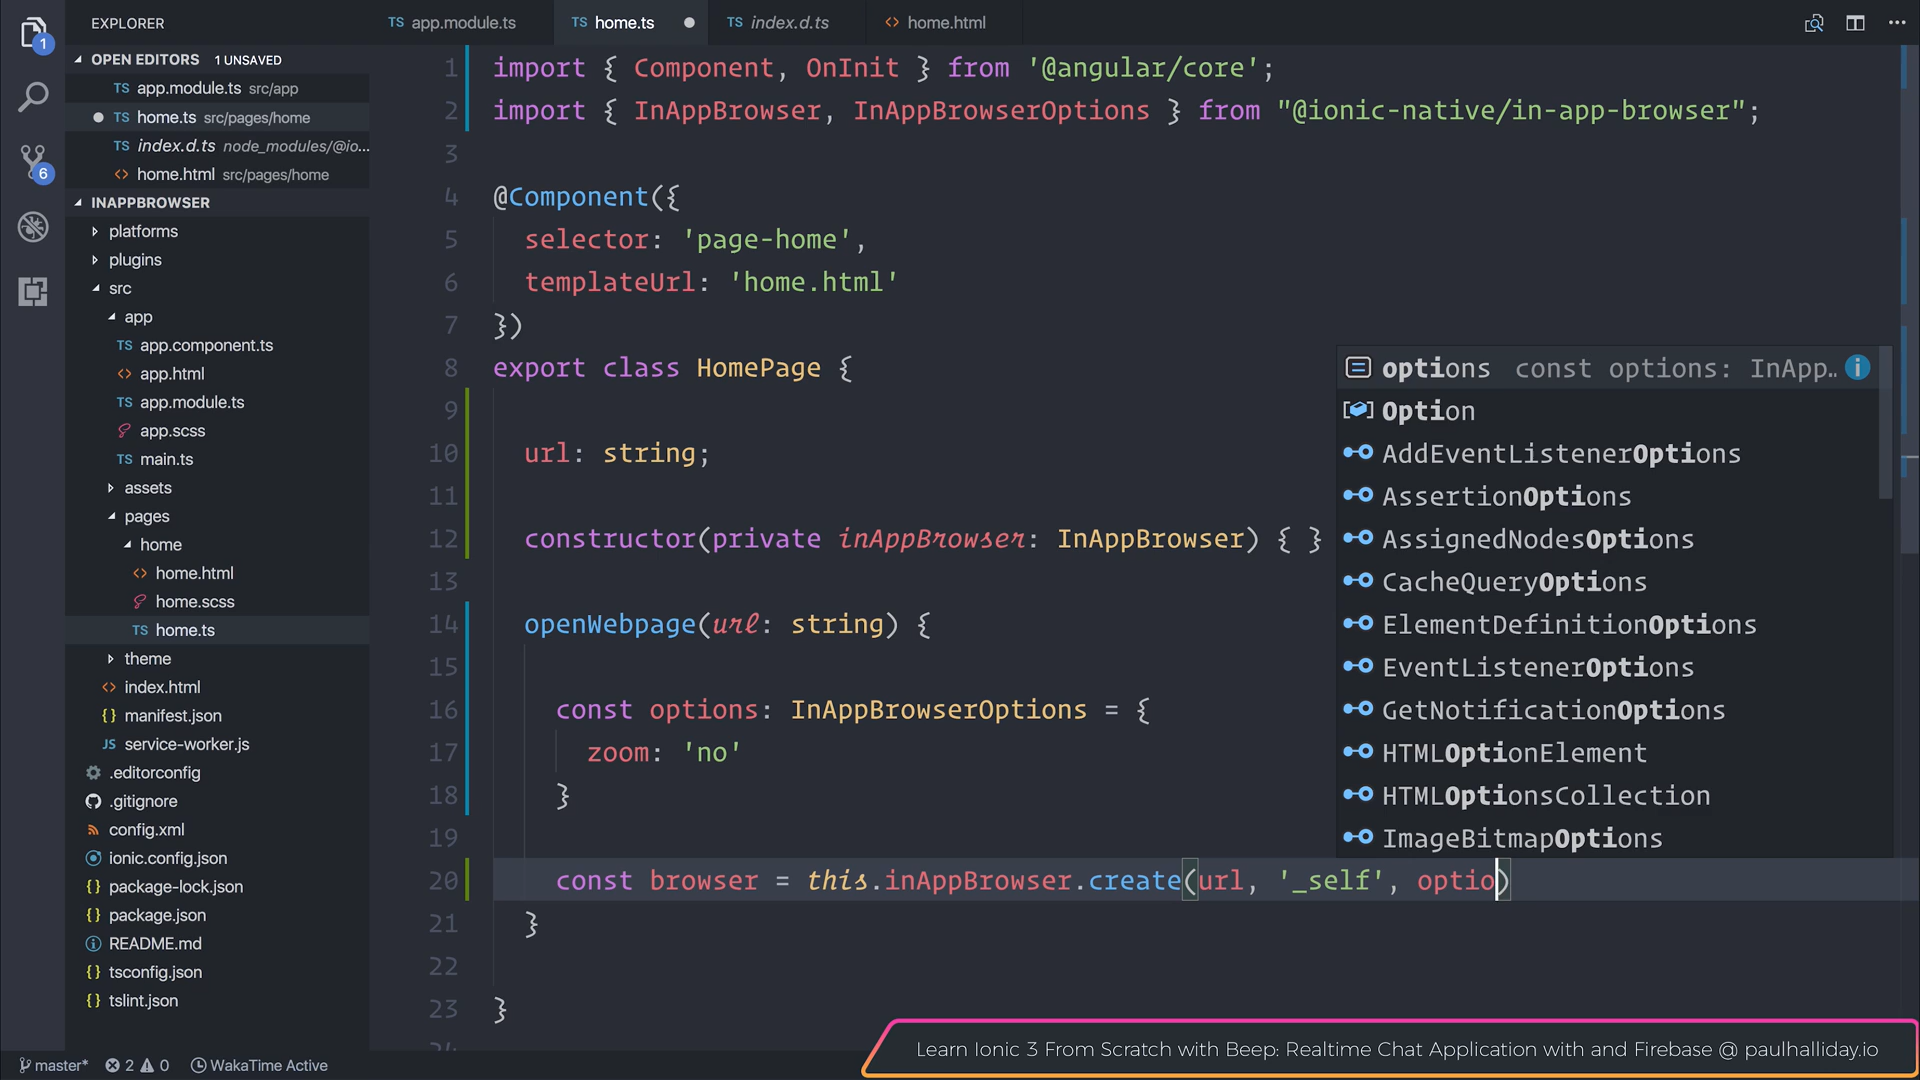 EXPLORER
TS app.module.ts
TS home.ts
TS index.d.ts
<> home.html
1
6
OPEN EDITORS 1 UNSAVED
TS app.module.ts src/app
TS home.ts src/pages/home
TS index.d.ts node_modules/@io...
<> home.html src/pages/home
INAPPBROWSER
platforms
plugins
src
app
TS app.component.ts
<> app.html
TS app.module.ts
app.scss
TS main.ts
assets
pages
home
<> home.html
home.scss
TS home.ts
theme
<> index.html
{} manifest.json
JS service-worker.js
.editorconfig
.gitignore
config.xml
ionic.config.json
{} package-lock.json
{} package.json
README.md
{} tsconfig.json
{} tslint.json
1 import { Component, OnInit } from '@angular/core';
2 import { InAppBrowser, InAppBrowserOptions } from "@ionic-native/in-app-browser";
3
4 @Component({
5 selector: 'page-home',
6 templateUrl: 'home.html'
7 })
8 export class HomePage {
9
10 url: string;
11
12 constructor(private inAppBrowser: InAppBrowser) { }
13
14 openWebpage(url: string) {
15
16 const options: InAppBrowserOptions = {
17 zoom: 'no'
18 }
19
20 const browser = this.inAppBrowser.create(url, '_self', optio)
21 }
22
23 }
24
options const options: InApp..
Option
AddEventListenerOptions
AssertionOptions
AssignedNodesOptions
CacheQueryOptions
ElementDefinitionOptions
EventListenerOptions
GetNotificationOptions
HTMLOptionElement
HTMLOptionsCollection
ImageBitmapOptions
master* 2 0 WakaTime Active
Learn Ionic 3 From Scratch with Beep: Realtime Chat Application with and Firebase @ paulhalliday.io